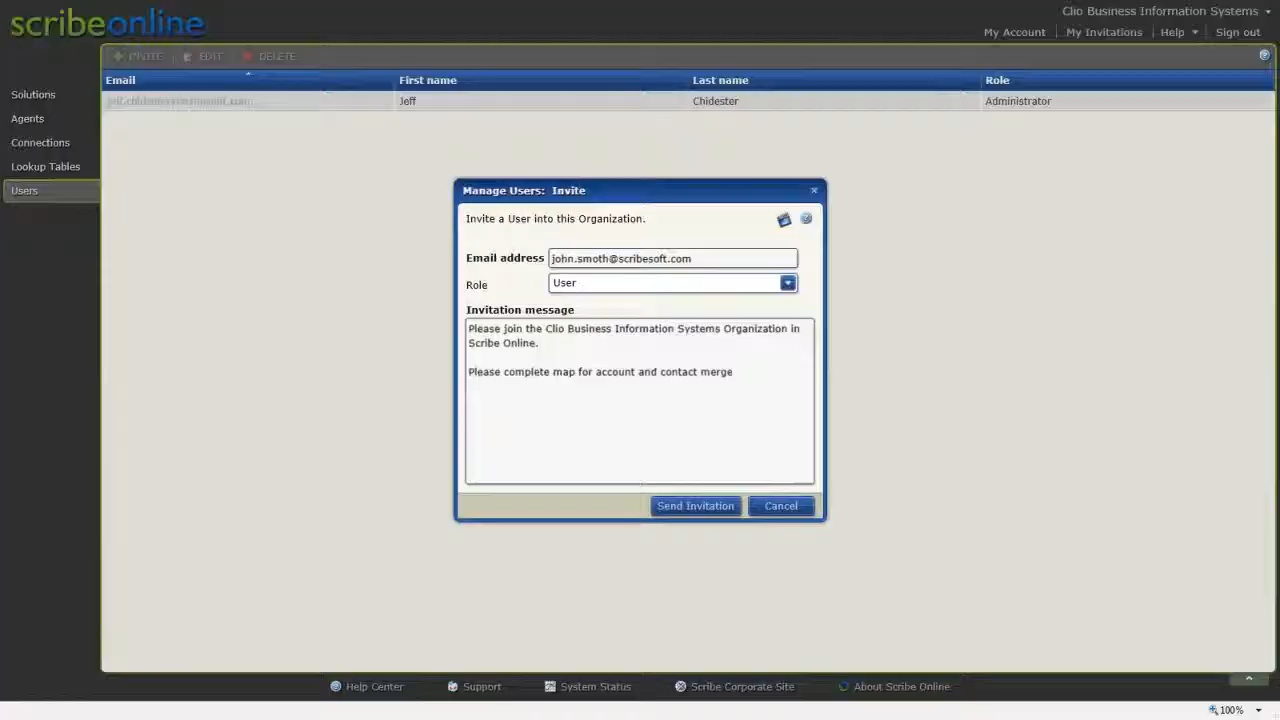 scribeonline
Clio Business Information Systems
My Account
My Invitations
Help
Sign out
INVITE
EDIT
DELETE
Email
First name
Last name
Role
Jeff
Chidester
Administrator
Solutions
Agents
Connections
Lookup Tables
Users
Manage Users: Invite
Invite a User into this Organization.
Email address
john.smoth@scribesoft.com
Role
User
Invitation message
Please join the Clio Business Information Systems Organization in
Scribe Online.
Please complete map for account and contact merge
Send Invitation
Cancel
Help Center
Support
System Status
Scribe Corporate Site
About Scribe Online
100%